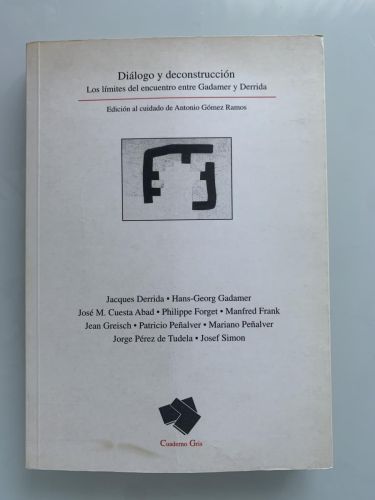 Diálogo y deconstrucción
Los límites del encuentro entre Gadamer y Derrida
Edición al cuidado de Antonio Gómez Ramos
Jacques Derrida • Hans-Georg Gadamer
José M. Cuesta Abad • Philippe Forget • Manfred Frank
Jean Greisch • Patricio Peñalver • Mariano Peñalver
Jorge Pérez de Tudela • Josef Simon
Cuaderno Gris